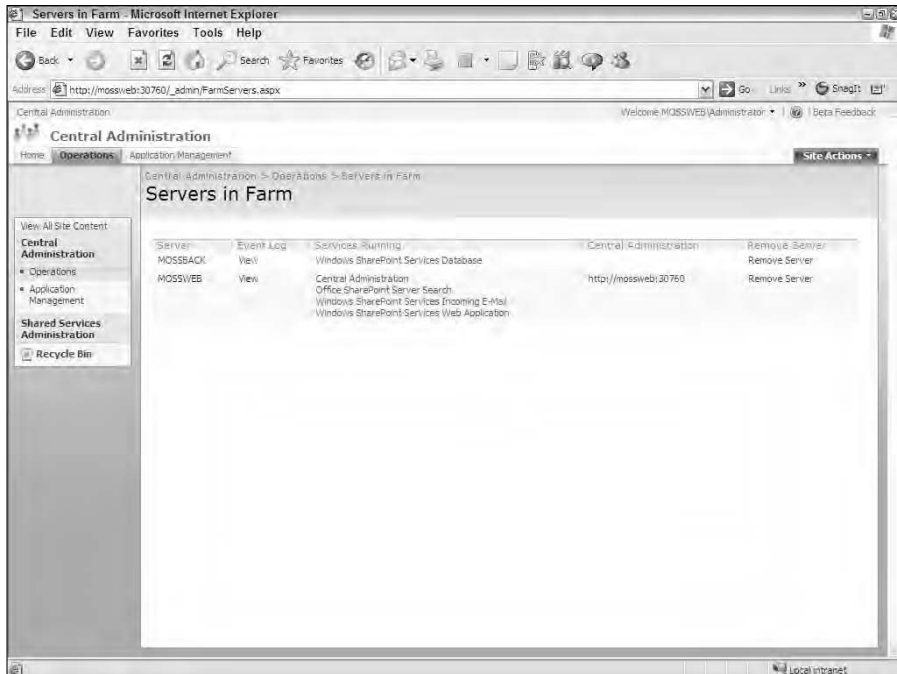 Servers in Farm - Microsoft Internet Explorer
File Edit View Favorites Tools Help
Back Search Favorites
Address http://mossweb:30760/_admin/FarmServers.aspx Go Links » SnagIt
Central Administration Welcome MOSSWEB\Administrator | Beta Feedback
Central Administration
Home Operations Application Management Site Actions
Central Administration > Operations > Servers in Farm
Servers in Farm
View All Site Content
Central Administration
Operations
Application
Management
Shared Services
Administration
Recycle Bin
Server Event Log Services Running Central Administration Remove Server
MOSSBACK View Windows SharePoint Services Database Remove Server
MOSSWEB View Central Administration http://mossweb:30760 Remove Server
Office SharePoint Server Search
Windows SharePoint Services Incoming E-Mail
Windows SharePoint Services Web Application
Local intranet